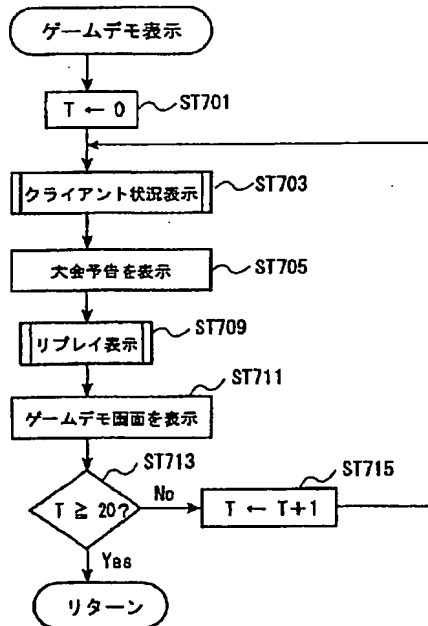 ゲームデモ表示
T ← 0
ST701
クライアント状況表示
ST703
大会予告を表示
ST705
リプレイ表示
ST709
ST711
ゲームデモ画面を表示
ST713
T ≧ 20?
No
ST715
T ← T+1
Yes
リターン